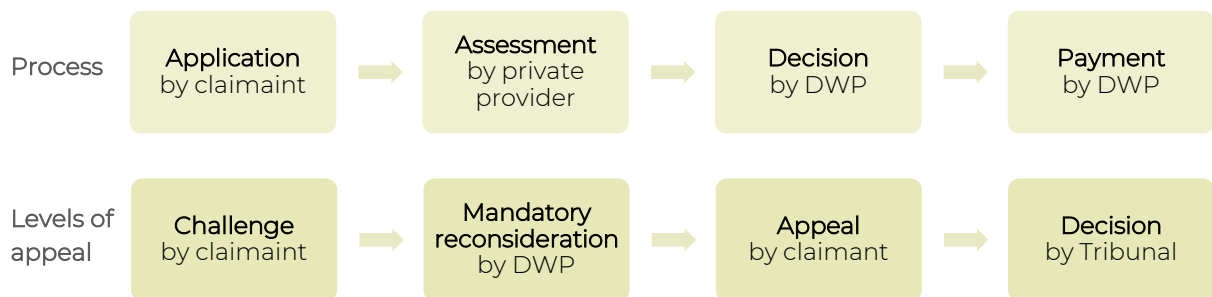 Process
Application
by claimaint
Assessment
by private
provider
Decision
by DWP
Payment
by DWP
Levels of
appeal
Challenge
by claimaint
Mandatory
reconsideration
by DWP
Appeal
by claimant
Decision
by Tribunal